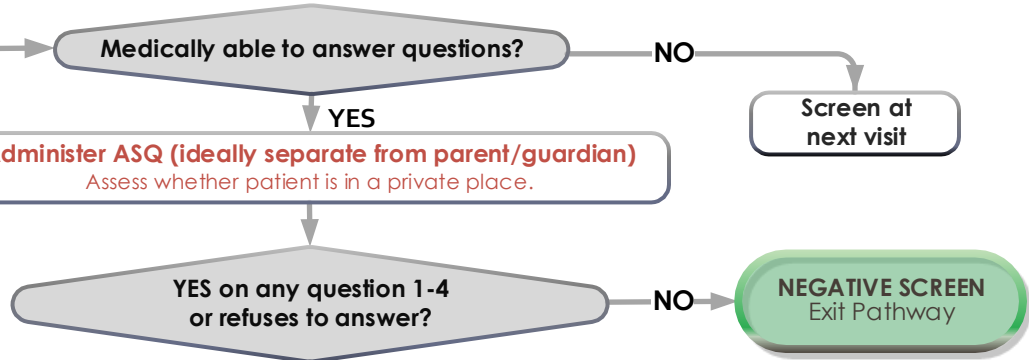 Medically able to answer questions?
NO
Screen at
next visit
YES
dminister ASQ (ideally separate from parent/guardian)
Assess whether patient is in a private place.
YES on any question 1-4
or refuses to answer?
NO
NEGATIVE SCREEN
Exit Pathway